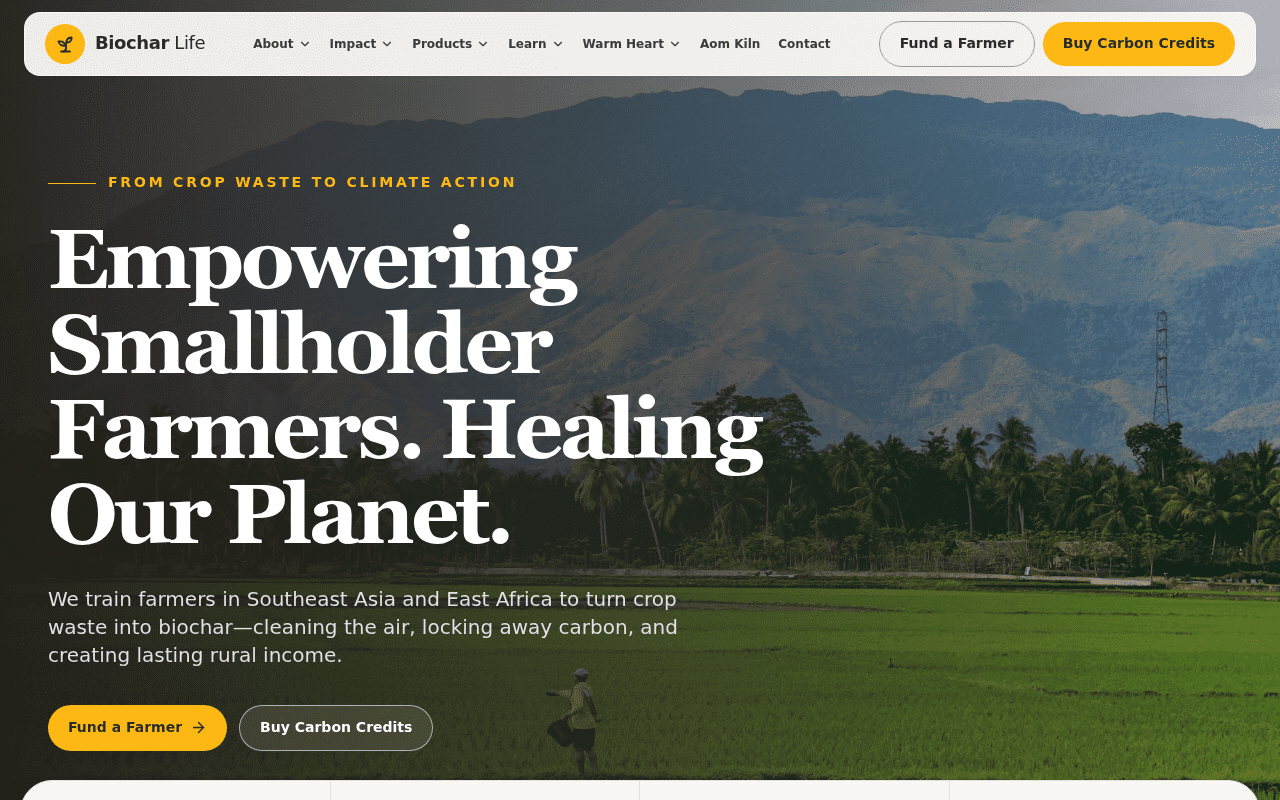 Biochar Life
About
Impact
Products
Learn
Warm Heart
Aom Kiln
Contact
Fund a Farmer
Buy Carbon Credits
FROM CROP WASTE TO CLIMATE ACTION
Empowering
Smallholder
Farmers. Healing
Our Planet.
We train farmers in Southeast Asia and East Africa to turn crop
waste into biochar—cleaning the air, locking away carbon, and
creating lasting rural income.
Fund a Farmer
Buy Carbon Credits